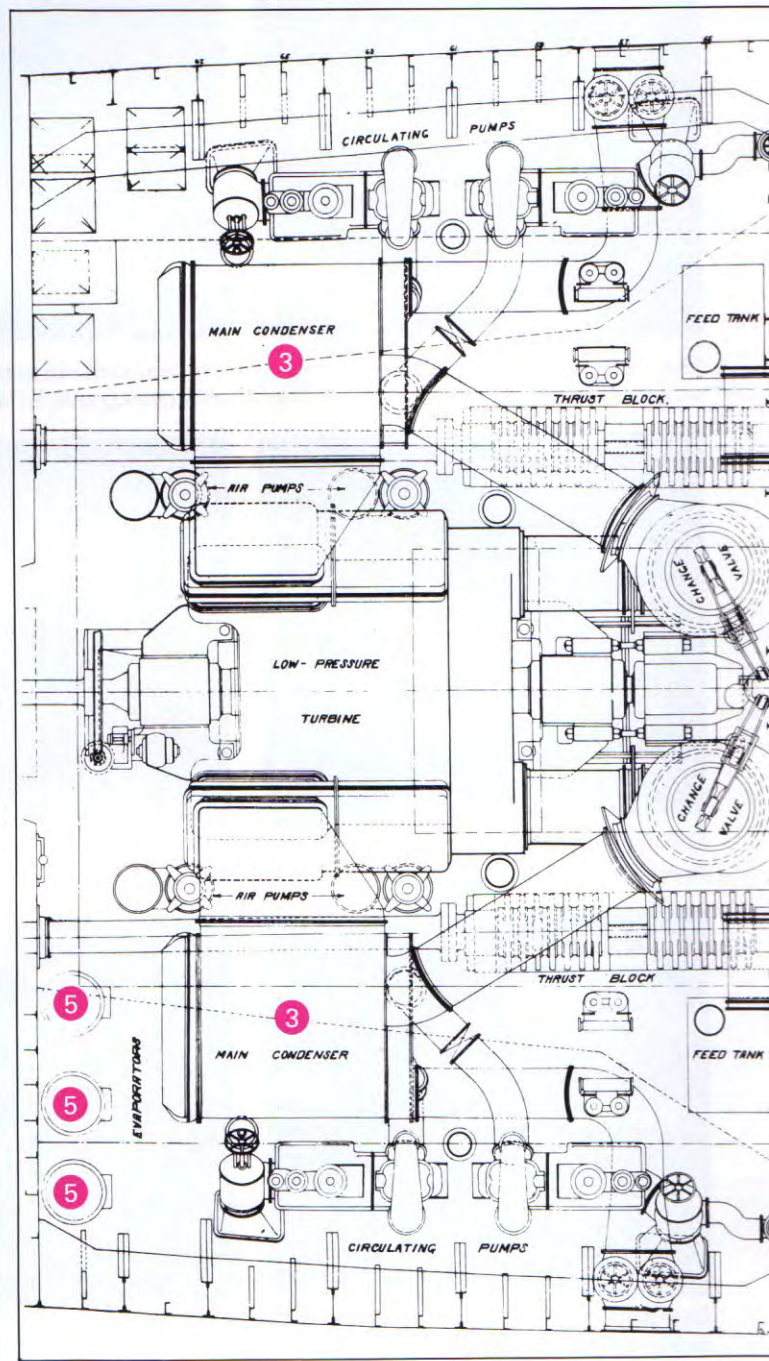 CIRCULATING PUMPS
MAIN CONDENSER
3
FEED TANK
THRUST BLOCK.
AIR PUMPS
CHANGE
VALVE
LOW- PRESSURE
TURBINE
CHANGE
VALVE
AIR PUMPS
THRUST BLOCK
5
3
MAIN CONDENSER
FEED TANK
EVAPORATORS
5
5
CIRCULATING PUMPS